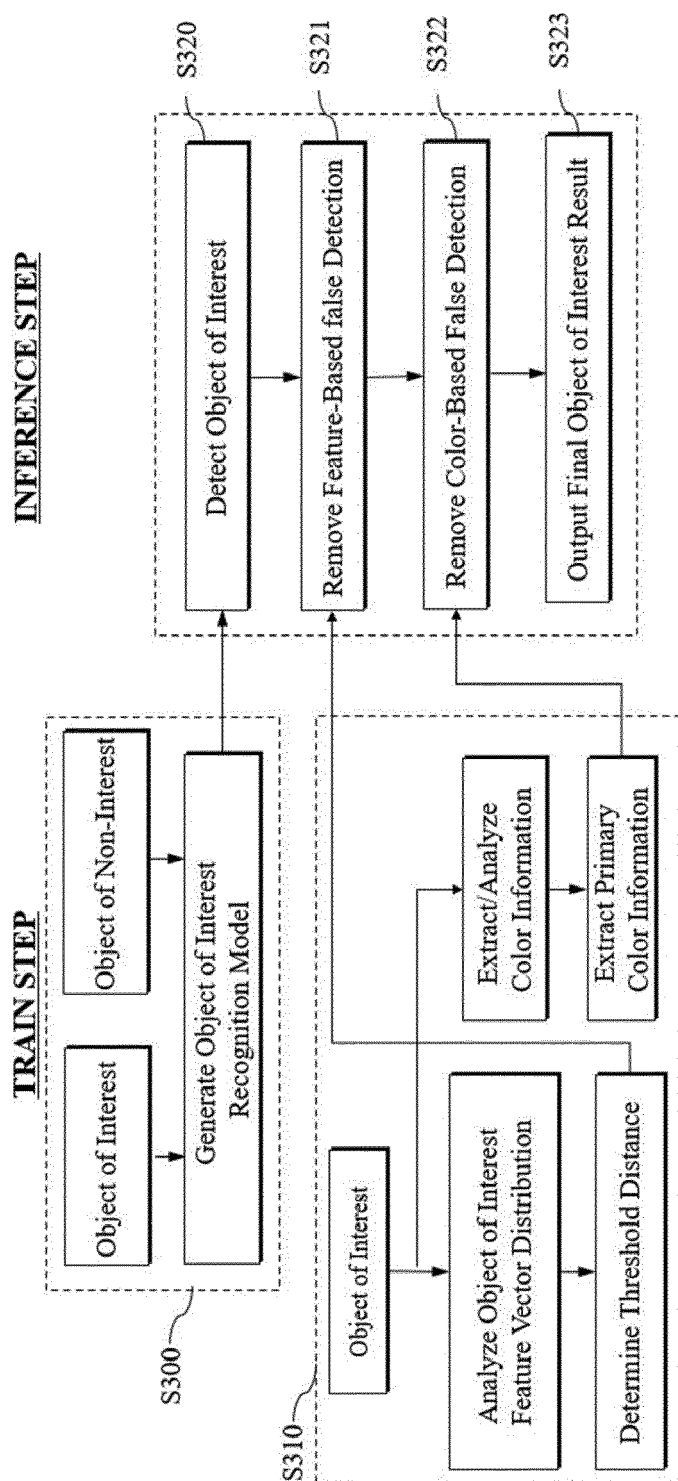 TRAIN STEP
Object of Interest
Object of Non-Interest
Generate Object of Interest
Recognition Model
S300
S310
Object of Interest
Analyze Object of Interest
Feature Vector Distribution
Determine Threshold Distance
Extract/Analyze
Color Information
Extract Primary
Color Information
INFERENCE STEP
Detect Object of Interest
S320
Remove Feature-Based false Detection
S321
Remove Color-Based False Detection
S322
Output Final Object of Interest Result
S323